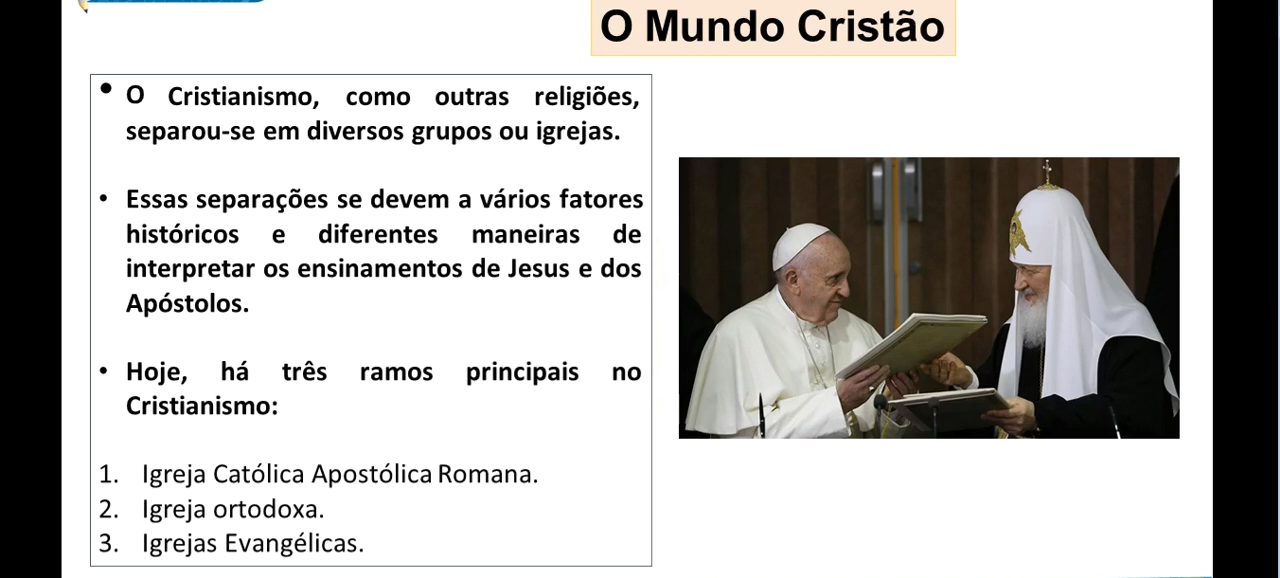 O Mundo Cristão
• O Cristianismo, como outras religiões,
separou-se em diversos grupos ou igrejas.
• Essas separações se devem a vários fatores
históricos e diferentes maneiras de
interpretar os ensinamentos de Jesus e dos
Apóstolos.
• Hoje, há três ramos principais no
Cristianismo:
1. Igreja Católica Apostólica Romana.
2. Igreja ortodoxa.
3. Igrejas Evangélicas.